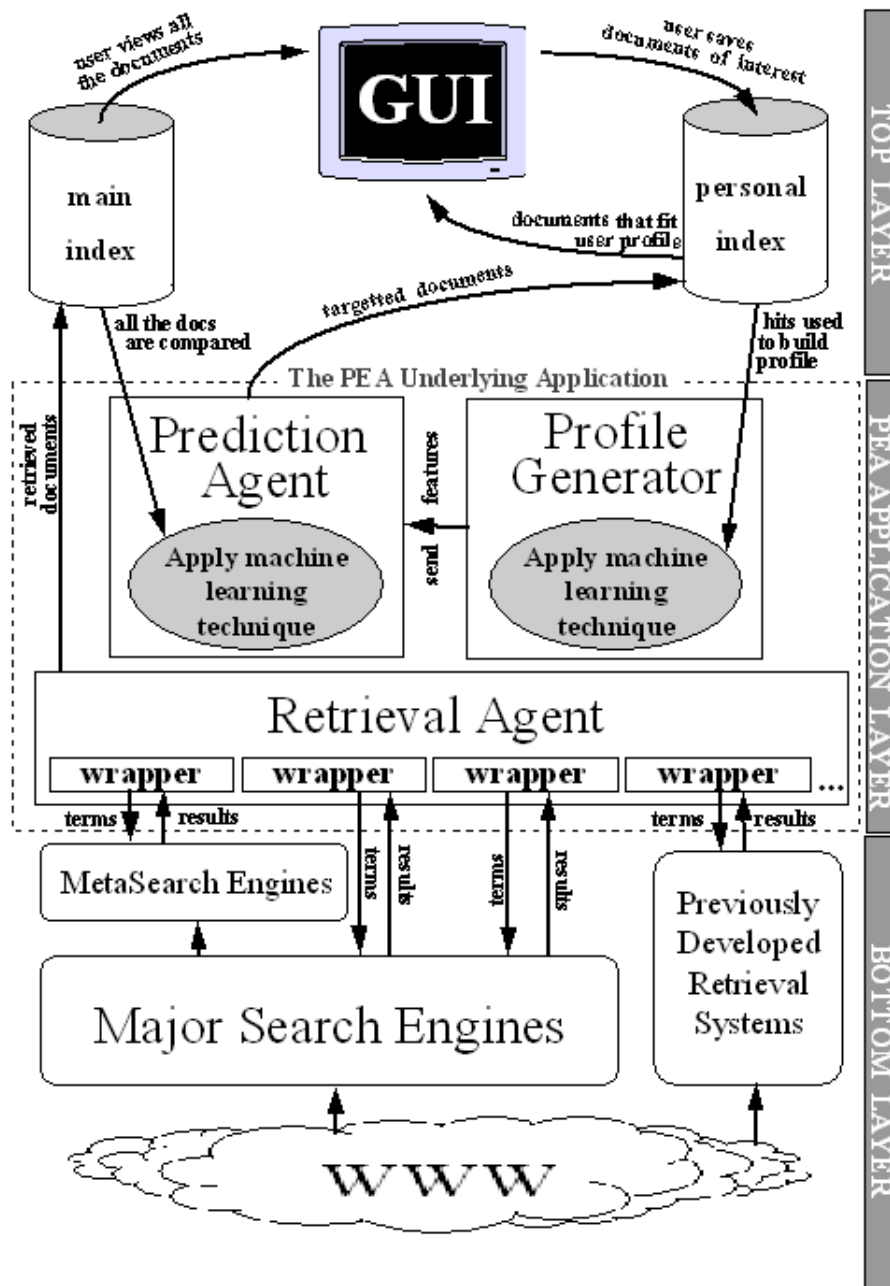 user views all
the documents
GUI
user saves
documents of interest
main
index
personal
index
documents that fit
user profile
targetted documents
all the docs
are compared
hits used
to build
profile
TOP LAYER
The PEA Underlying Application
retrieved
documents
Prediction
Agent
Apply machine
learning
technique
send features
Profile
Generator
Apply machine
learning
technique
Retrieval Agent
wrapper
wrapper
wrapper
wrapper
...
PEA APPLICATION LAYER
terms
results
terms
results
terms
results
terms
results
MetaSearch Engines
Previously
Developed
Retrieval
Systems
Major Search Engines
WWW
BOTTOM LAYER